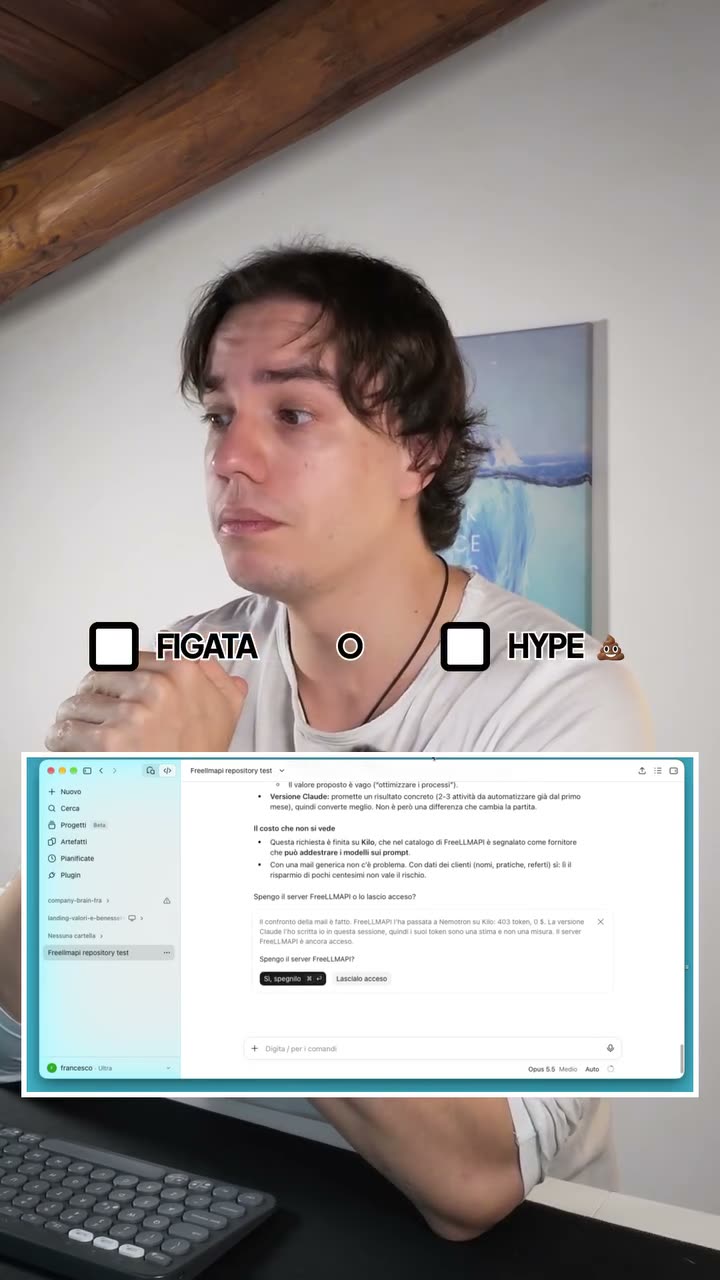 K
CE
S
FIGATA O HYPE 💩
Freellmapi repository test
Nuovo
Cerca
Progetti Beta
Artefatti
Pianificate
Plugin
company-brain-fra
landing-valori-e-benesse
Nessuna cartella
Freellmapi repository test
francesco · Ultra
Il valore proposto è vago ("ottimizzare i processi").
Versione Claude: promette un risultato concreto (2-3 attività da automatizzare già dal primo
mese), quindi converte meglio. Non è però una differenza che cambia la partita.
Il costo che non si vede
Questa richiesta è finita su Kilo, che nel catalogo di FreeLLMAPI è segnalato come fornitore
che può addestrare i modelli sui prompt.
Con una mail generica non c'è problema. Con dati dei clienti (nomi, pratiche, referti) sì: lì il
risparmio di pochi centesimi non vale il rischio.
Spengo il server FreeLLMAPI o lo lascio acceso?
Il confronto della mail è fatto. FreeLLMAPI l'ha passata a Nemotron su Kilo: 403 token, 0 $. La versione
Claude l'ho scritta io in questa sessione, quindi i suoi token sono una stima e non una misura. Il server
FreeLLMAPI è ancora acceso.
Spengo il server FreeLLMAPI?
Sì, spegnilo ⌘ ⏎ Lascialo acceso
Digita / per i comandi
Opus 5.5 Medio Auto